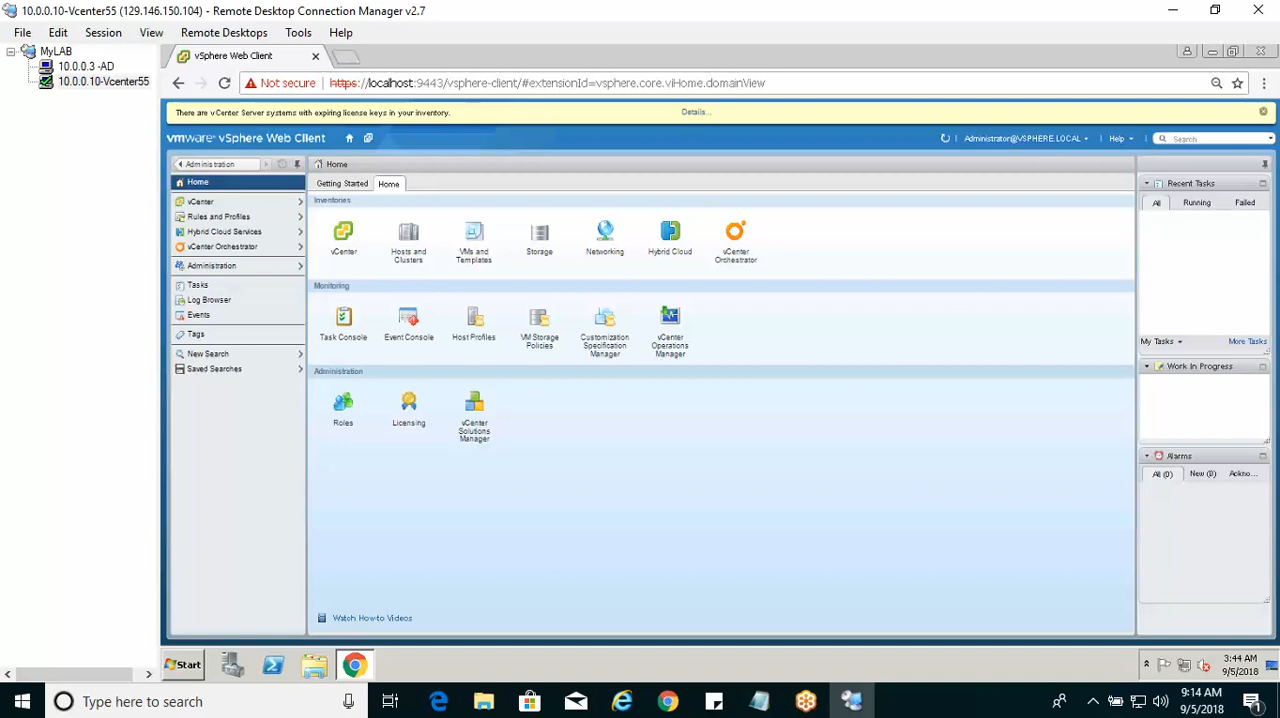 10.0.0.10-Vcenter55 (129.146.150.104) - Remote Desktop Connection Manager v2.7
File Edit Session View Remote Desktops Tools Help
MyLAB
10.0.0.3 -AD
10.0.0.10-Vcenter55
vSphere Web Client
Not secure https://localhost:9443/vsphere-client/#extensionId=vsphere.core.viHome.domainView
There are vCenter Server systems with expiring license keys in your inventory. Details...
vmware® vSphere Web Client Administrator@VSPHERE.LOCAL Help Search
Administration
Home
vCenter
Rules and Profiles
Hybrid Cloud Services
vCenter Orchestrator
Administration
Tasks
Log Browser
Events
Tags
New Search
Saved Searches
Home
Getting Started Home
Inventories
vCenter
Hosts and Clusters
VMs and Templates
Storage
Networking
Hybrid Cloud
vCenter Orchestrator
Monitoring
Task Console
Event Console
Host Profiles
VM Storage Policies
Customization Specification Manager
vCenter Operations Manager
Administration
Roles
Licensing
vCenter Solutions Manager
Watch How-to Videos
Recent Tasks
All Running Failed
My Tasks More Tasks
Work In Progress
Alarms
All (0) New (0) Ackno...
Start
3:44 AM
9/5/2018
Type here to search
9:14 AM
9/5/2018
1